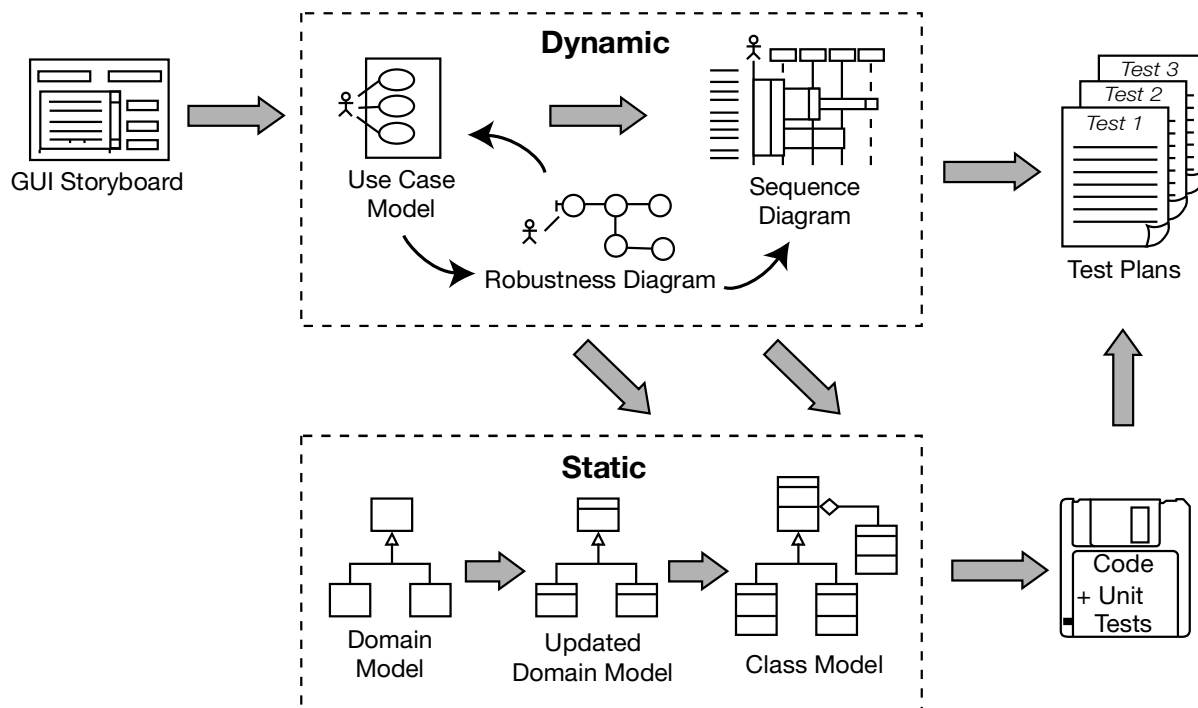 Dynamic
GUI Storyboard
Use Case
Model
Robustness Diagram
Sequence
Diagram
Test 3
Test 2
Test 1
Test Plans
Static
Domain
Model
Updated
Domain Model
Class Model
Code
+ Unit
Tests